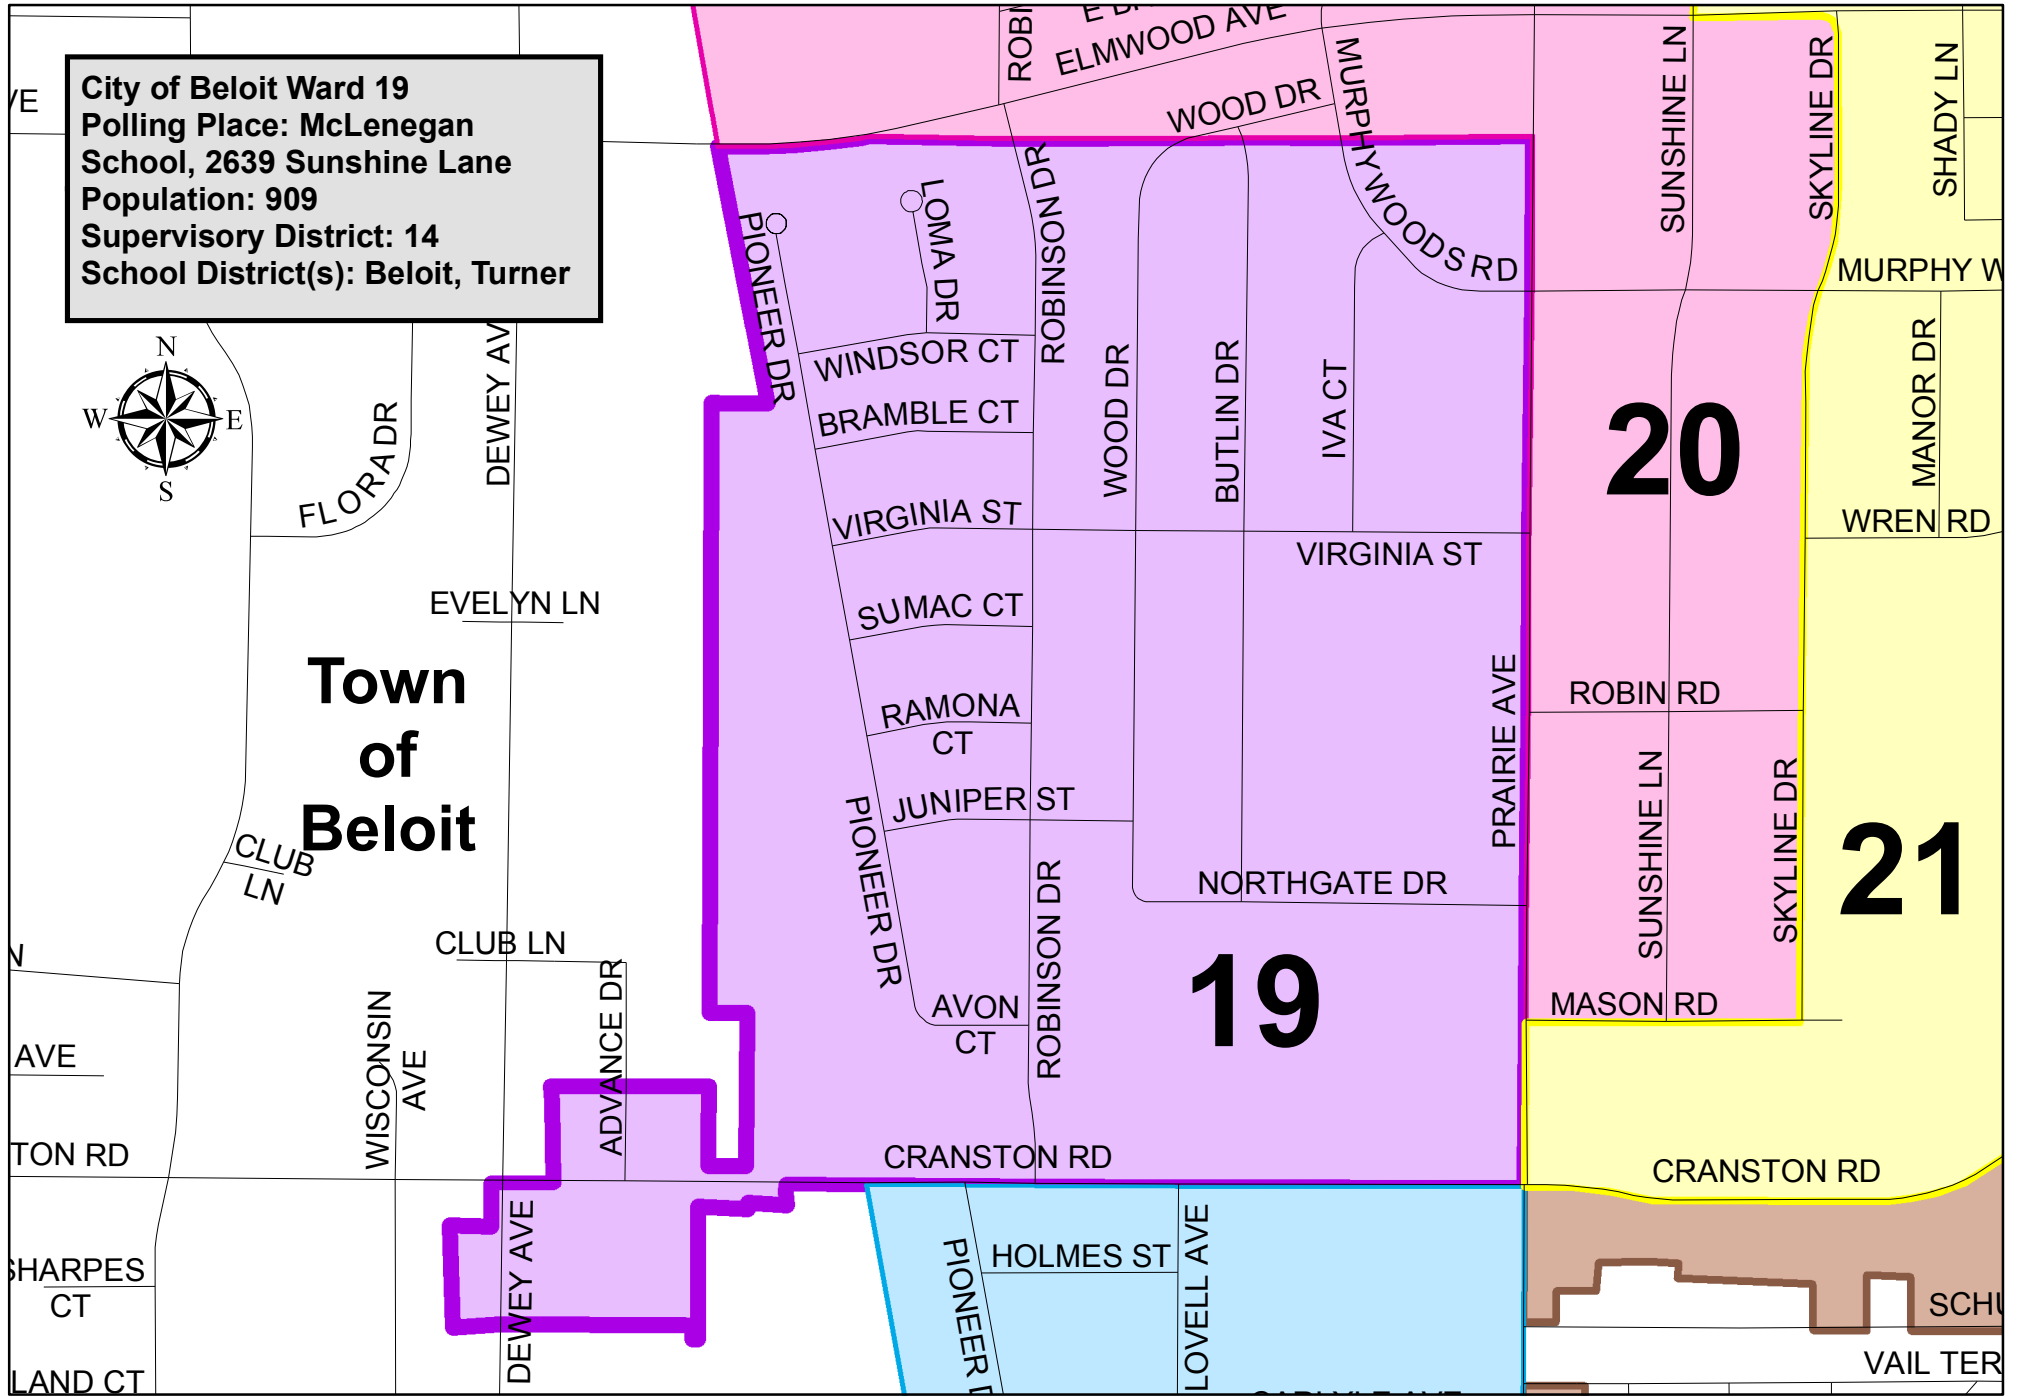 City of Beloit Ward 19
Polling Place: McLenegan
School, 2639 Sunshine Lane
Population: 909
Supervisory District: 14
School District(s): Beloit, Turner
N
W
E
S
ELMWOOD AVE
WOOD DR
MURPHY WOODS RD
SUNSHINE LN
SKYLINE DR
SHADY LN
MURPHY W
PIONEER DR
LOMA DR
ROBINSON DR
WINDSOR CT
BRAMBLE CT
WOOD DR
BUTLIN DR
IVA CT
20
MANOR DR
WREN RD
FLORA DR
DEWEY AV
VIRGINIA ST
VIRGINIA ST
EVELYN LN
SUMAC CT
Town
of
Beloit
RAMONA
CT
PRAIRIE AVE
ROBIN RD
JUNIPER ST
PIONEER DR
SUNSHINE LN
SKYLINE DR
21
CLUB
LN
NORTHGATE DR
CLUB LN
ROBINSON DR
19
AVON
CT
MASON RD
WISCONSIN
AVE
ADVANCE DR
AVE
TON RD
CRANSTON RD
CRANSTON RD
SHARPES
CT
DEWEY AVE
PIONEER D
HOLMES ST
LOVELL AVE
SCHU
VAIL TER
LAND CT